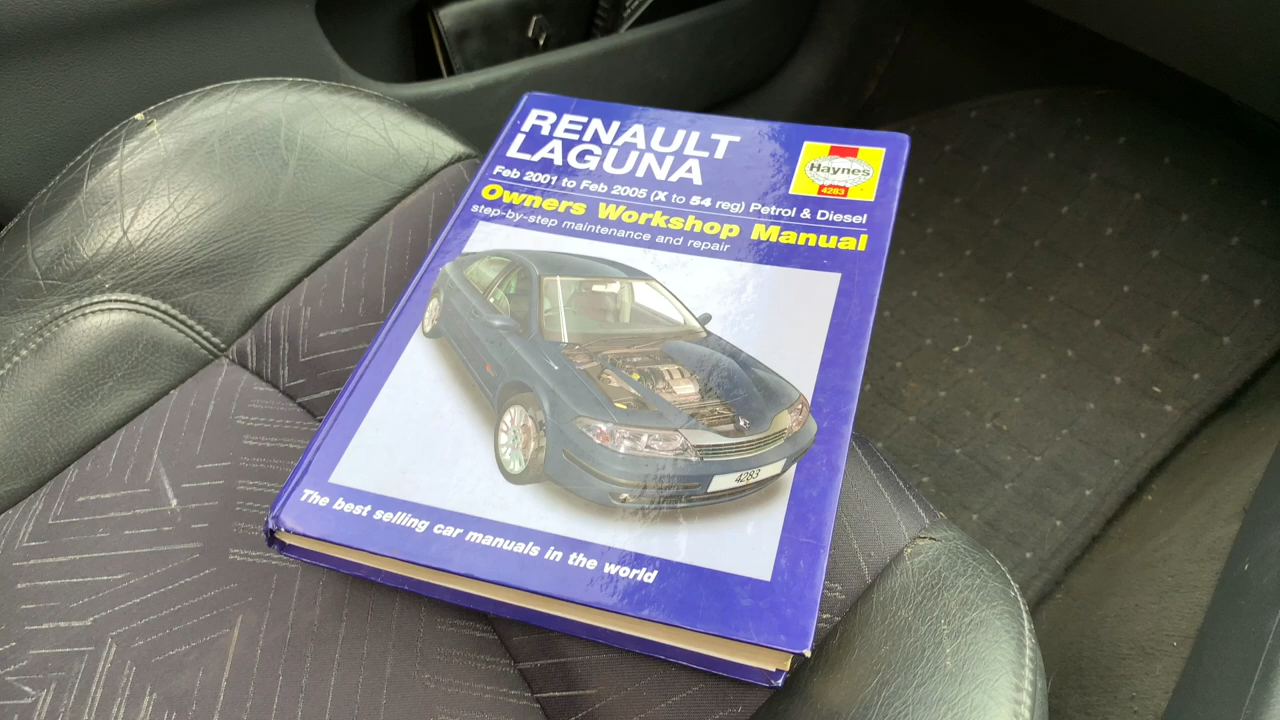 RENAULT
LAGUNA
Haynes
4283
Feb 2001 to Feb 2005 (X to 54 reg) Petrol & Diesel
Owners Workshop Manual
step-by-step maintenance and repair
4283
The best selling car manuals in the world